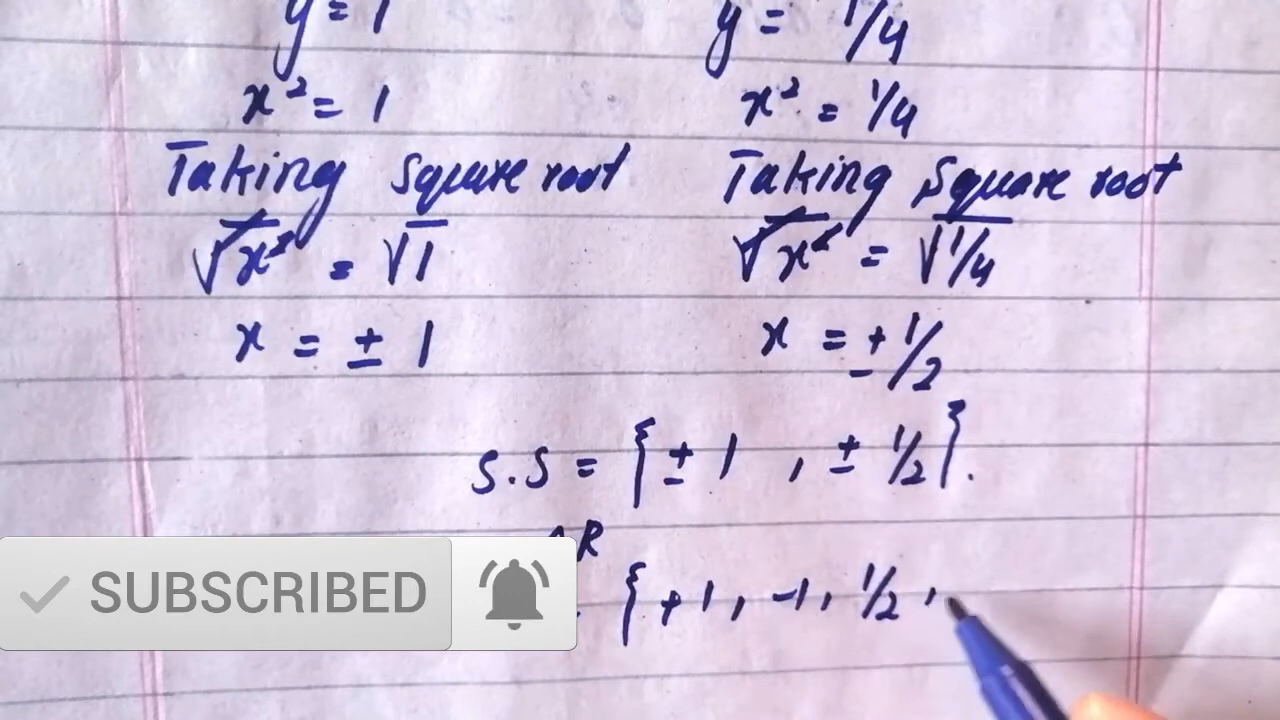 y = 1
y = 1/4
x² = 1
x² = 1/4
Taking square root
Taking Square root
√x² = √1
√x² = √1/4
x = ± 1
x = ± 1/2
S.S = { ± 1 , ± 1/2 }.
OR
{ +1 , -1, 1/2 ,
SUBSCRIBED